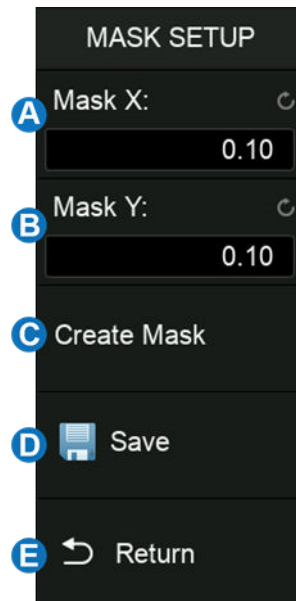 MASK SETUP
A Mask X:
0.10
B Mask Y:
0.10
C Create Mask
D Save
E Return